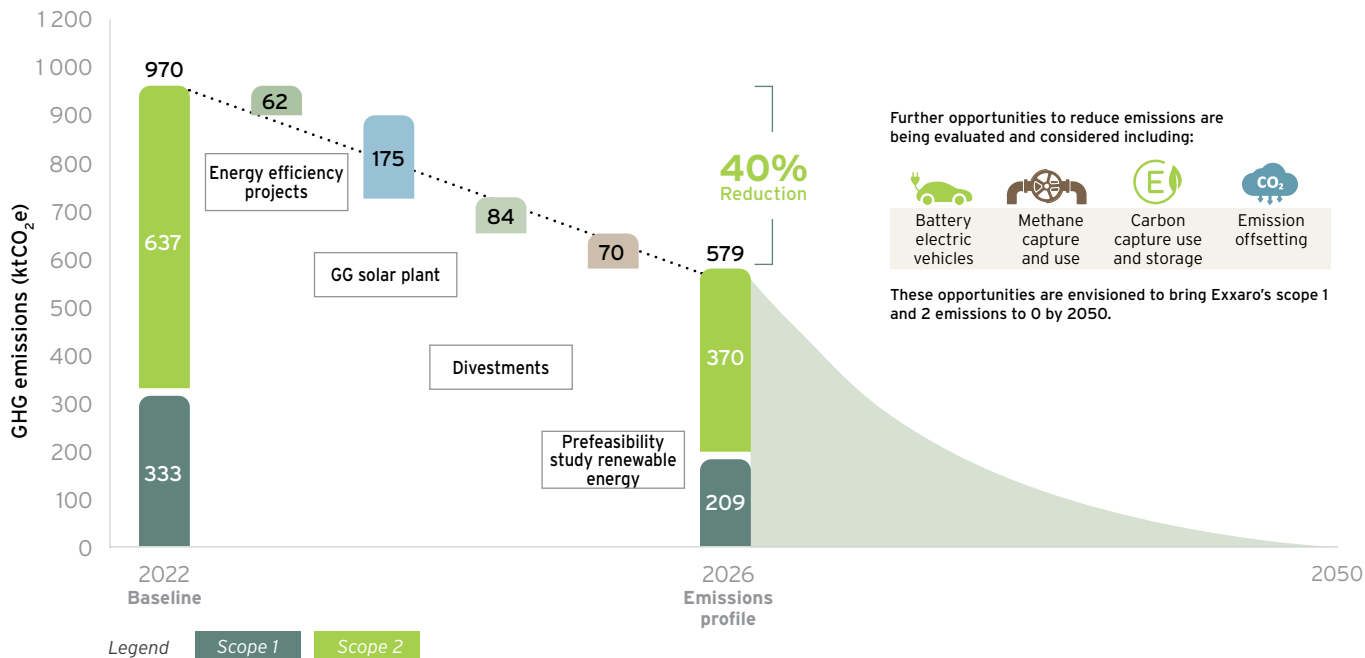 1 200
1 000
900
800
700
600
500
400
300
200
100
0
GHG emissions (ktCO₂e)
970
637
333
62
Energy efficiency
projects
175
GG solar plant
84
Divestments
70
Prefeasibility
study renewable
energy
579
370
209
40%
Reduction
Further opportunities to reduce emissions are
being evaluated and considered including:
E
CO₂
Battery
electric
vehicles
Methane
capture
and use
Carbon
capture use
and storage
Emission
offsetting
These opportunities are envisioned to bring Exxaro's scope 1
and 2 emissions to 0 by 2050.
2022
Baseline
2026
Emissions
profile
2050
Legend
Scope 1
Scope 2